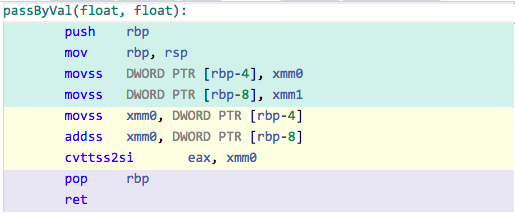 passByVal(float, float):
push rbp
mov rbp, rsp
movss DWORD PTR [rbp-4], xmm0
movss DWORD PTR [rbp-8], xmm1
movss xmm0, DWORD PTR [rbp-4]
addss xmm0, DWORD PTR [rbp-8]
cvttss2si eax, xmm0
pop rbp
ret